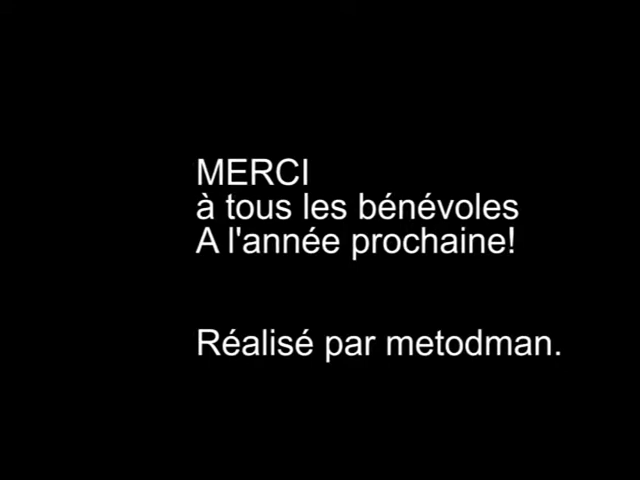 MERCI
à tous les bénévoles
A l'année prochaine!
Réalisé par metodman.